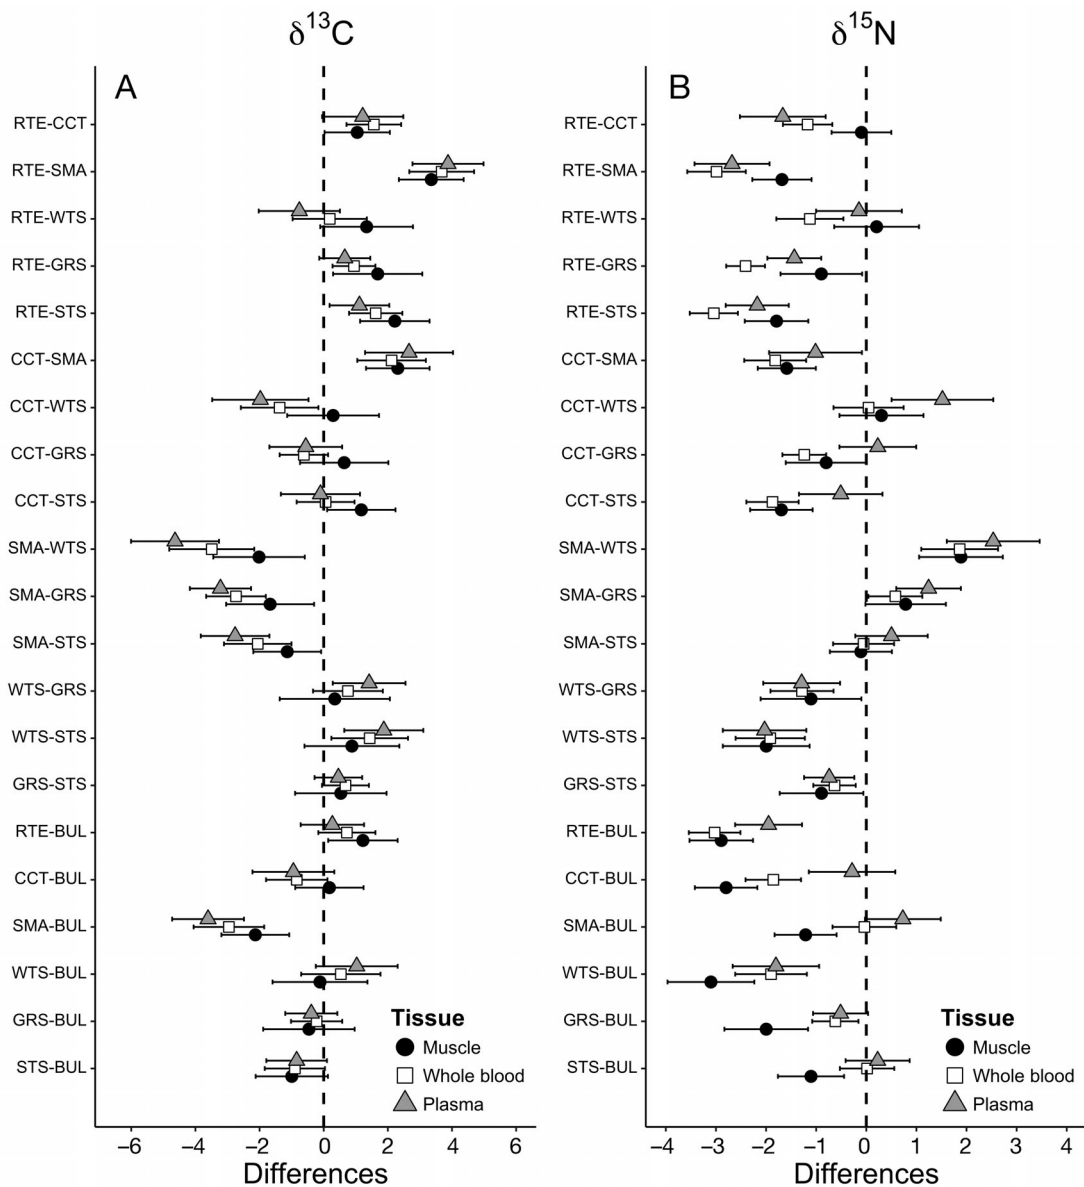 δ¹³C
A
RTE-CCT
RTE-SMA
RTE-WTS
RTE-GRS
RTE-STS
CCT-SMA
CCT-WTS
CCT-GRS
CCT-STS
SMA-WTS
SMA-GRS
SMA-STS
WTS-GRS
WTS-STS
GRS-STS
RTE-BUL
CCT-BUL
SMA-BUL
WTS-BUL
GRS-BUL
STS-BUL
Tissue
Muscle
Whole blood
Plasma
−6 −4 −2 0 2 4 6
Differences
δ¹⁵N
B
RTE-CCT
RTE-SMA
RTE-WTS
RTE-GRS
RTE-STS
CCT-SMA
CCT-WTS
CCT-GRS
CCT-STS
SMA-WTS
SMA-GRS
SMA-STS
WTS-GRS
WTS-STS
GRS-STS
RTE-BUL
CCT-BUL
SMA-BUL
WTS-BUL
GRS-BUL
STS-BUL
Tissue
Muscle
Whole blood
Plasma
−4 −3 −2 −1 0 1 2 3 4
Differences